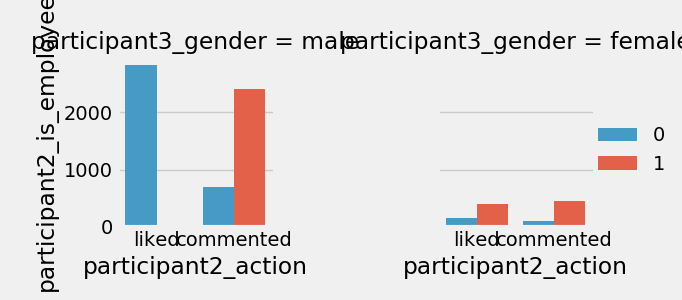 participant3_gender = male
participant3_gender = female
participant2_is_employee
2000
1000
0
liked
commented
liked
commented
participant2_action
participant2_action
0
1